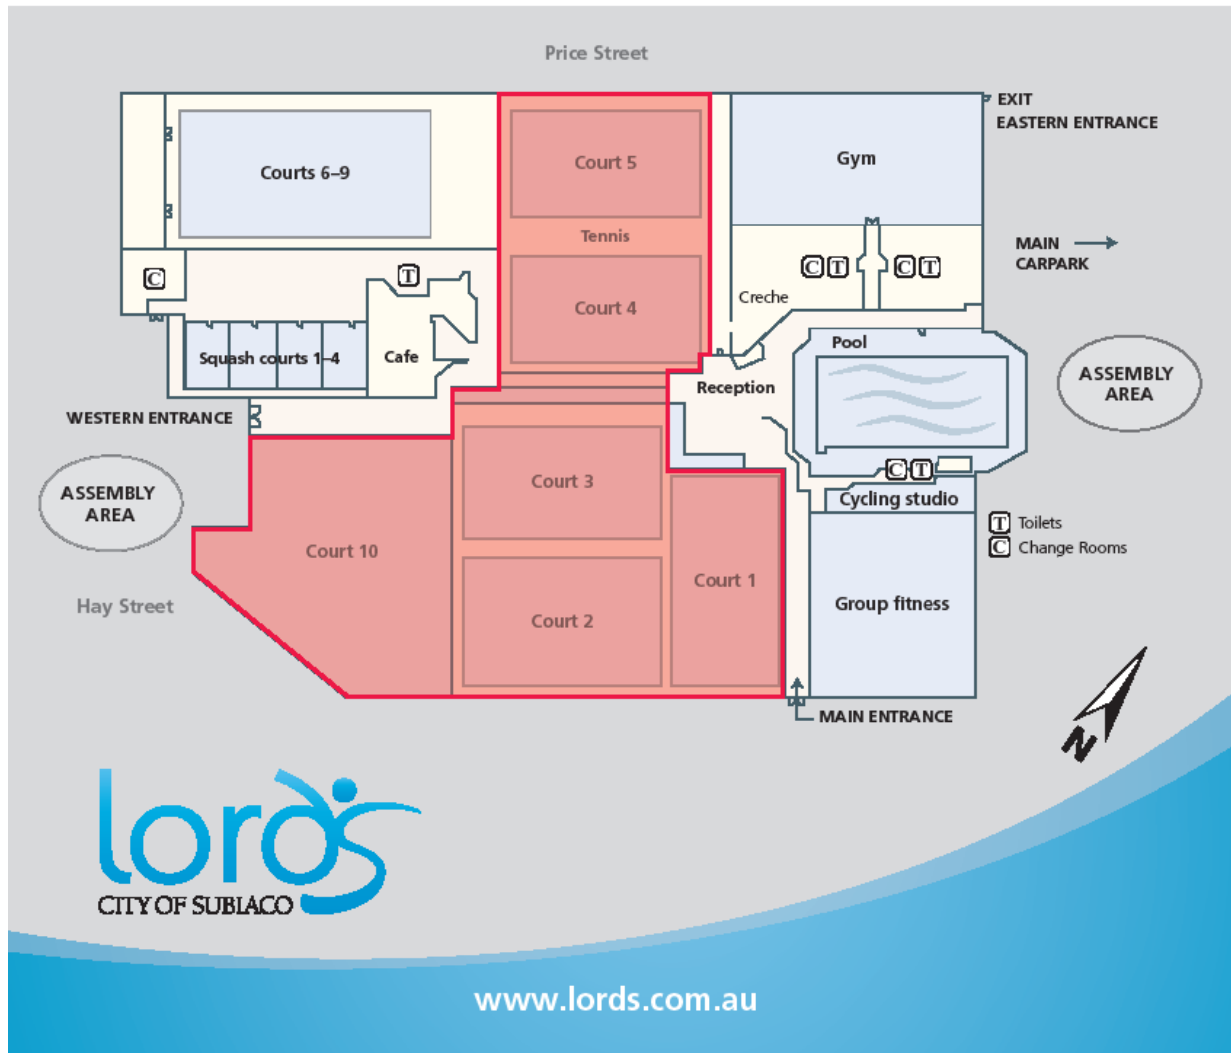 Price Street
EXIT
EASTERN ENTRANCE
Court 5
Gym
Courts 6–9
Tennis
MAIN
CARPARK
C
T
C T
C T
Creche
Court 4
Pool
Squash courts 1–4
Cafe
Reception
ASSEMBLY
AREA
WESTERN ENTRANCE
C T
ASSEMBLY
AREA
Court 3
Cycling studio
T Toilets
C Change Rooms
Court 10
Court 1
Hay Street
Court 2
Group fitness
MAIN ENTRANCE
N
lords
CITY OF SUBIACO
www.lords.com.au